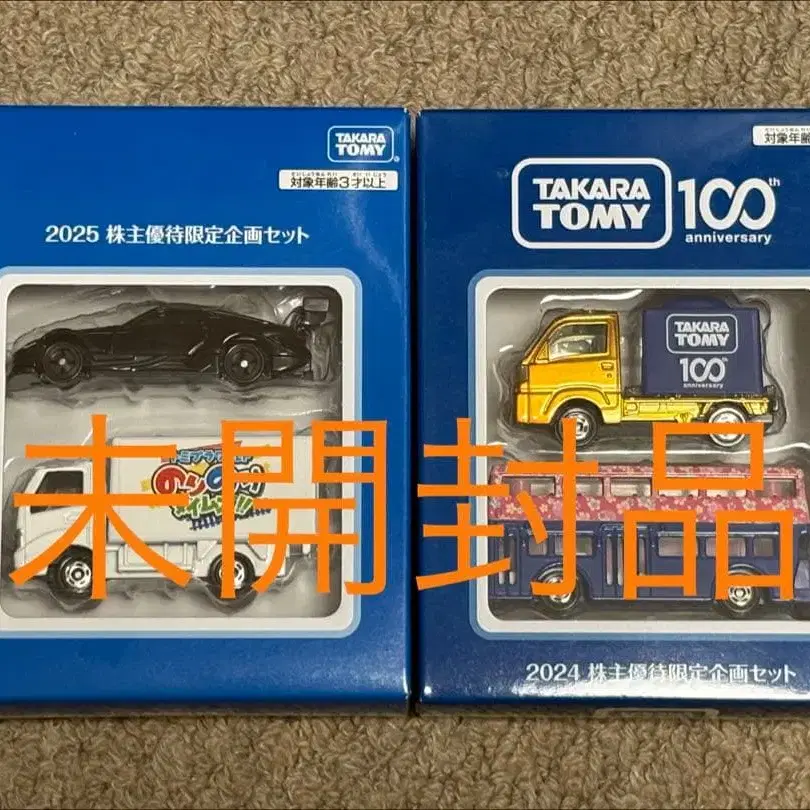 TAKARA
TOMY
対象年齢3才以上
2025 株主優待限定企画セット
TAKARA
TOMY
100th
anniversary
対象年齢
TAKARA
TOMY
100th
anniversary
2024 株主優待限定企画セット
未開封品